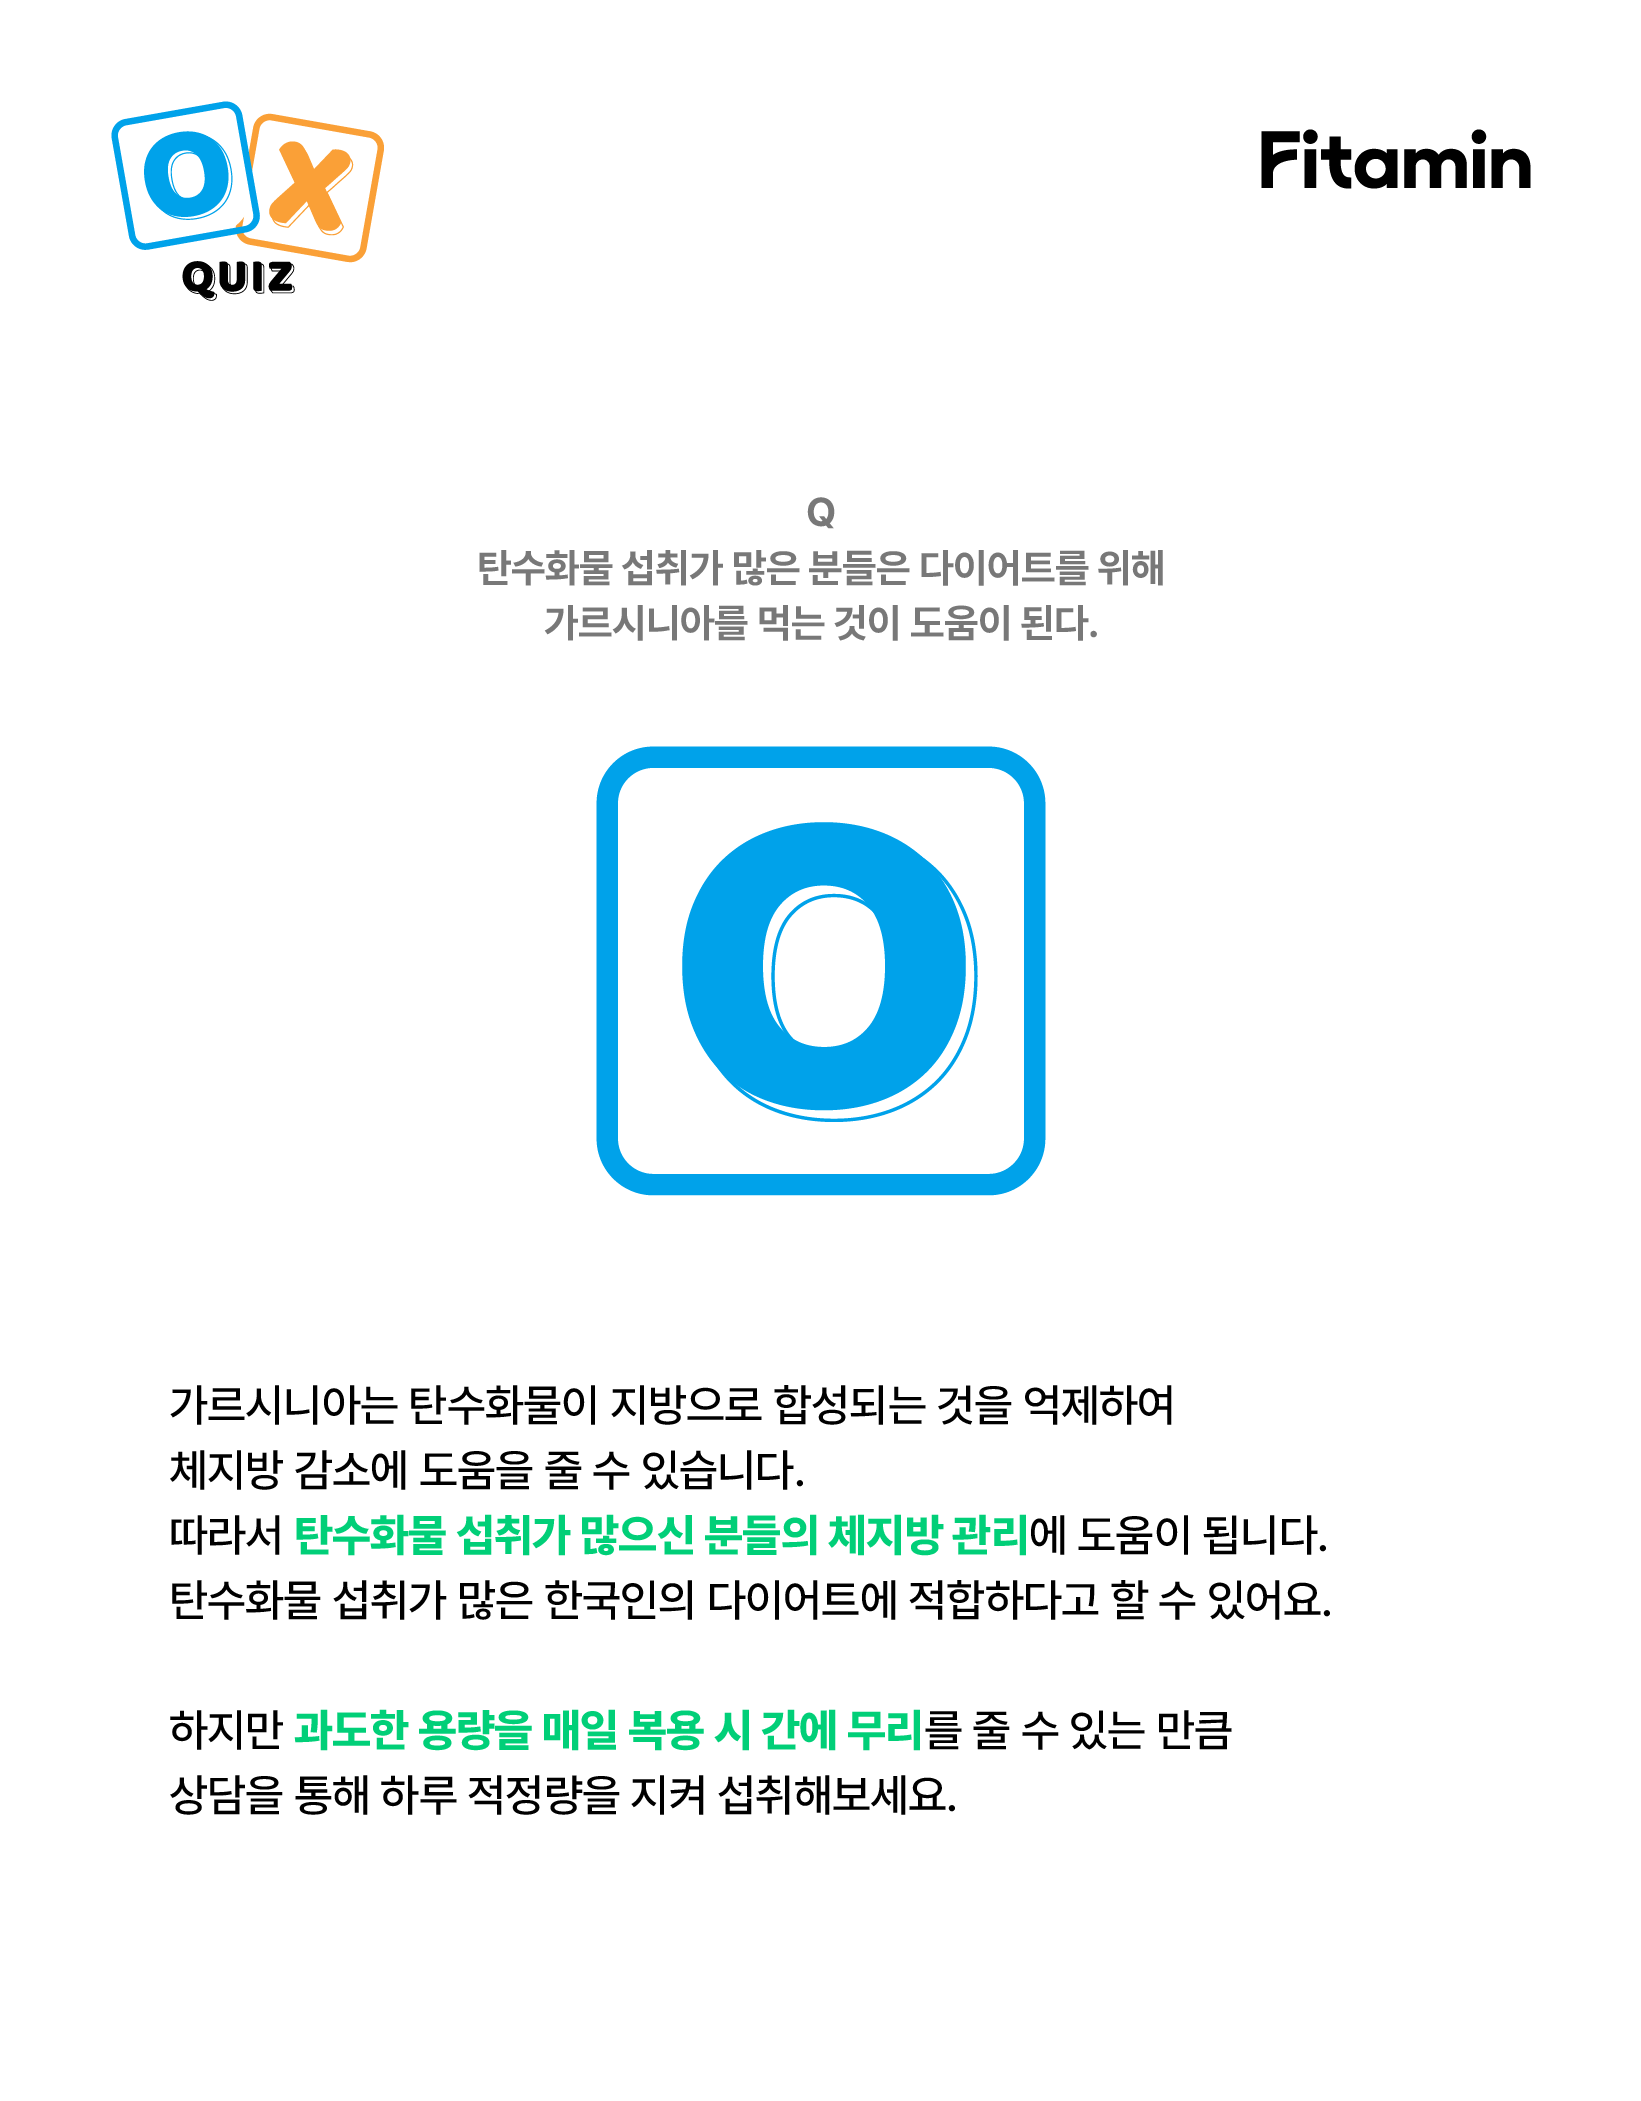 O X
QUIZ
Fitamin
Q
탄수화물 섭취가 많은 분들은 다이어트를 위해
가르시니아를 먹는 것이 도움이 된다.
O
가르시니아는 탄수화물이 지방으로 합성되는 것을 억제하여
체지방 감소에 도움을 줄 수 있습니다.
따라서 탄수화물 섭취가 많으신 분들의 체지방 관리에 도움이 됩니다.
탄수화물 섭취가 많은 한국인의 다이어트에 적합하다고 할 수 있어요.
하지만 과도한 용량을 매일 복용 시 간에 무리를 줄 수 있는 만큼
상담을 통해 하루 적정량을 지켜 섭취해보세요.